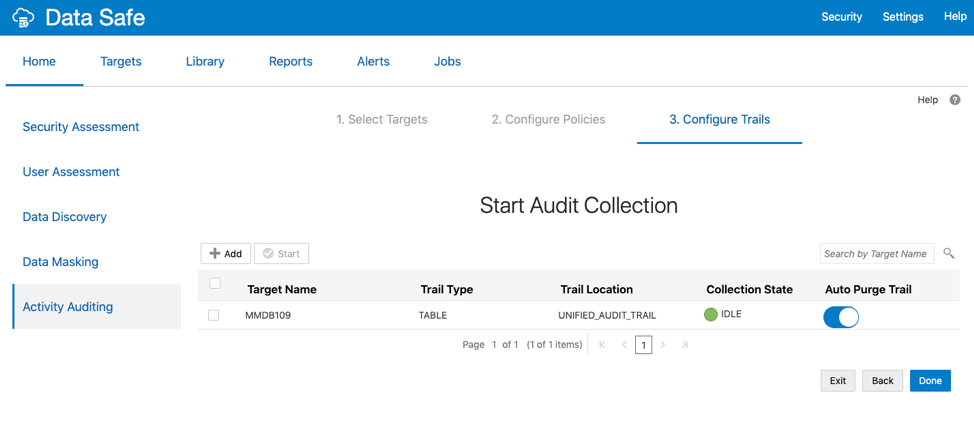 Data Safe
Security Settings Help
Home Targets Library Reports Alerts Jobs
Help ?
Security Assessment
User Assessment
Data Discovery
Data Masking
Activity Auditing
1. Select Targets 2. Configure Policies 3. Configure Trails
Start Audit Collection
Add Start
Search by Target Name
Target Name Trail Type Trail Location Collection State Auto Purge Trail
MMDB109 TABLE UNIFIED_AUDIT_TRAIL IDLE
Page 1 of 1 (1 of 1 items) 1
Exit Back Done